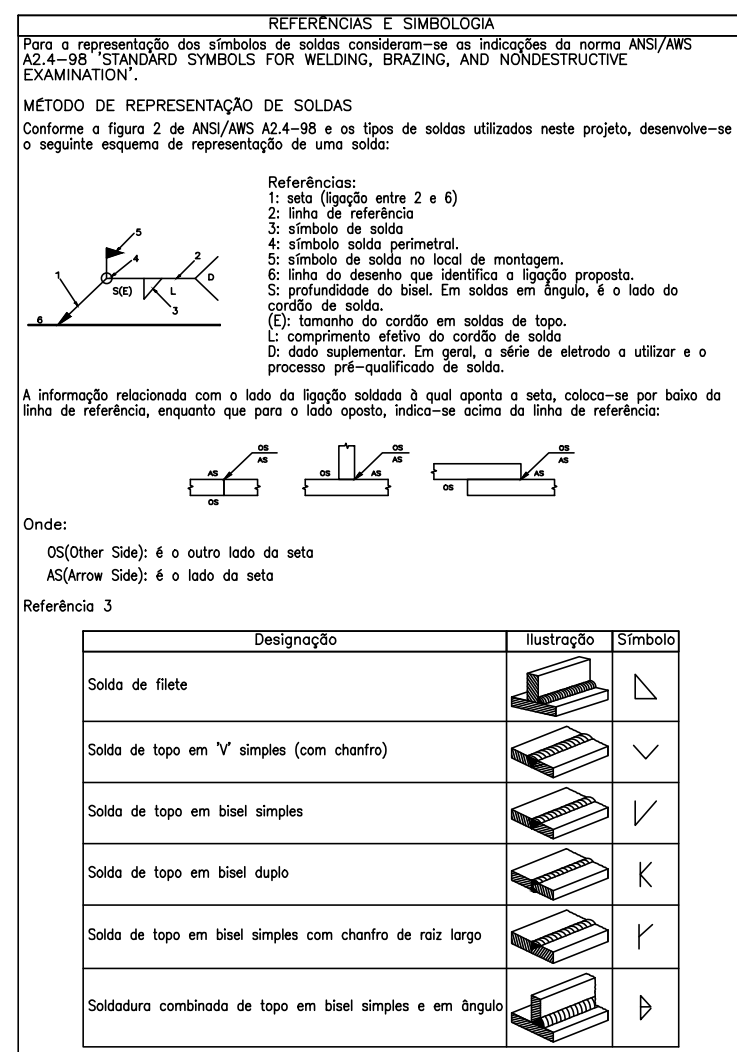 REFERÊNCIAS E SIMBOLOGIA
Para a representação dos símbolos de soldas consideram-se as indicações da norma ANSI/AWS
A2.4-98 'STANDARD SYMBOLS FOR WELDING, BRAZING, AND NONDESTRUCTIVE
EXAMINATION'.
MÉTODO DE REPRESENTAÇÃO DE SOLDAS
Conforme a figura 2 de ANSI/AWS A2.4-98 e os tipos de soldas utilizados neste projeto, desenvolve-se
o seguinte esquema de representação de uma solda:
5
4
2
1
S(E)
L
D
3
6
Referências:
1: seta (ligação entre 2 e 6)
2: linha de referência
3: símbolo de solda
4: símbolo solda perimetral.
5: símbolo de solda no local de montagem.
6: linha do desenho que identifica a ligação proposta.
S: profundidade do bisel. Em soldas em ângulo, é o lado do
cordão de solda.
(E): tamanho do cordão em soldas de topo.
L: comprimento efetivo do cordão de solda
D: dado suplementar. Em geral, a série de eletrodo a utilizar e o
processo pré-qualificado de solda.
A informação relacionada com o lado da ligação soldada à qual aponta a seta, coloca-se por baixo da
linha de referência, enquanto que para o lado oposto, indica-se acima da linha de referência:
OS
AS
AS
OS
OS
AS
OS
AS
OS
AS
AS
OS
Onde:
OS(Other Side): é o outro lado da seta
AS(Arrow Side): é o lado da seta
Referência 3
Designação Ilustração Símbolo
Solda de filete
Solda de topo em 'V' simples (com chanfro)
Solda de topo em bisel simples
Solda de topo em bisel duplo
Solda de topo em bisel simples com chanfro de raiz largo
Soldadura combinada de topo em bisel simples e em ângulo